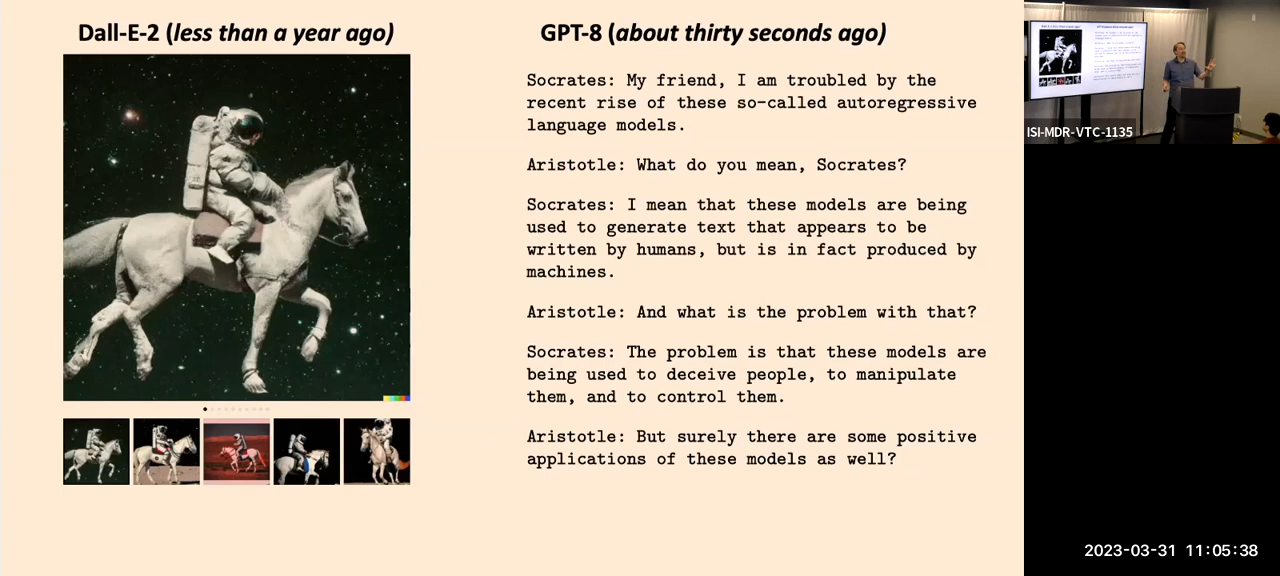 Dall-E-2 (less than a year ago)
GPT-8 (about thirty seconds ago)
Socrates: My friend, I am troubled by the
recent rise of these so-called autoregressive
language models.
Aristotle: What do you mean, Socrates?
Socrates: I mean that these models are being
used to generate text that appears to be
written by humans, but is in fact produced by
machines.
Aristotle: And what is the problem with that?
Socrates: The problem is that these models are
being used to deceive people, to manipulate
them, and to control them.
Aristotle: But surely there are some positive
applications of these models as well?
ISI-MDR-VTC-1135
2023-03-31 11:05:38